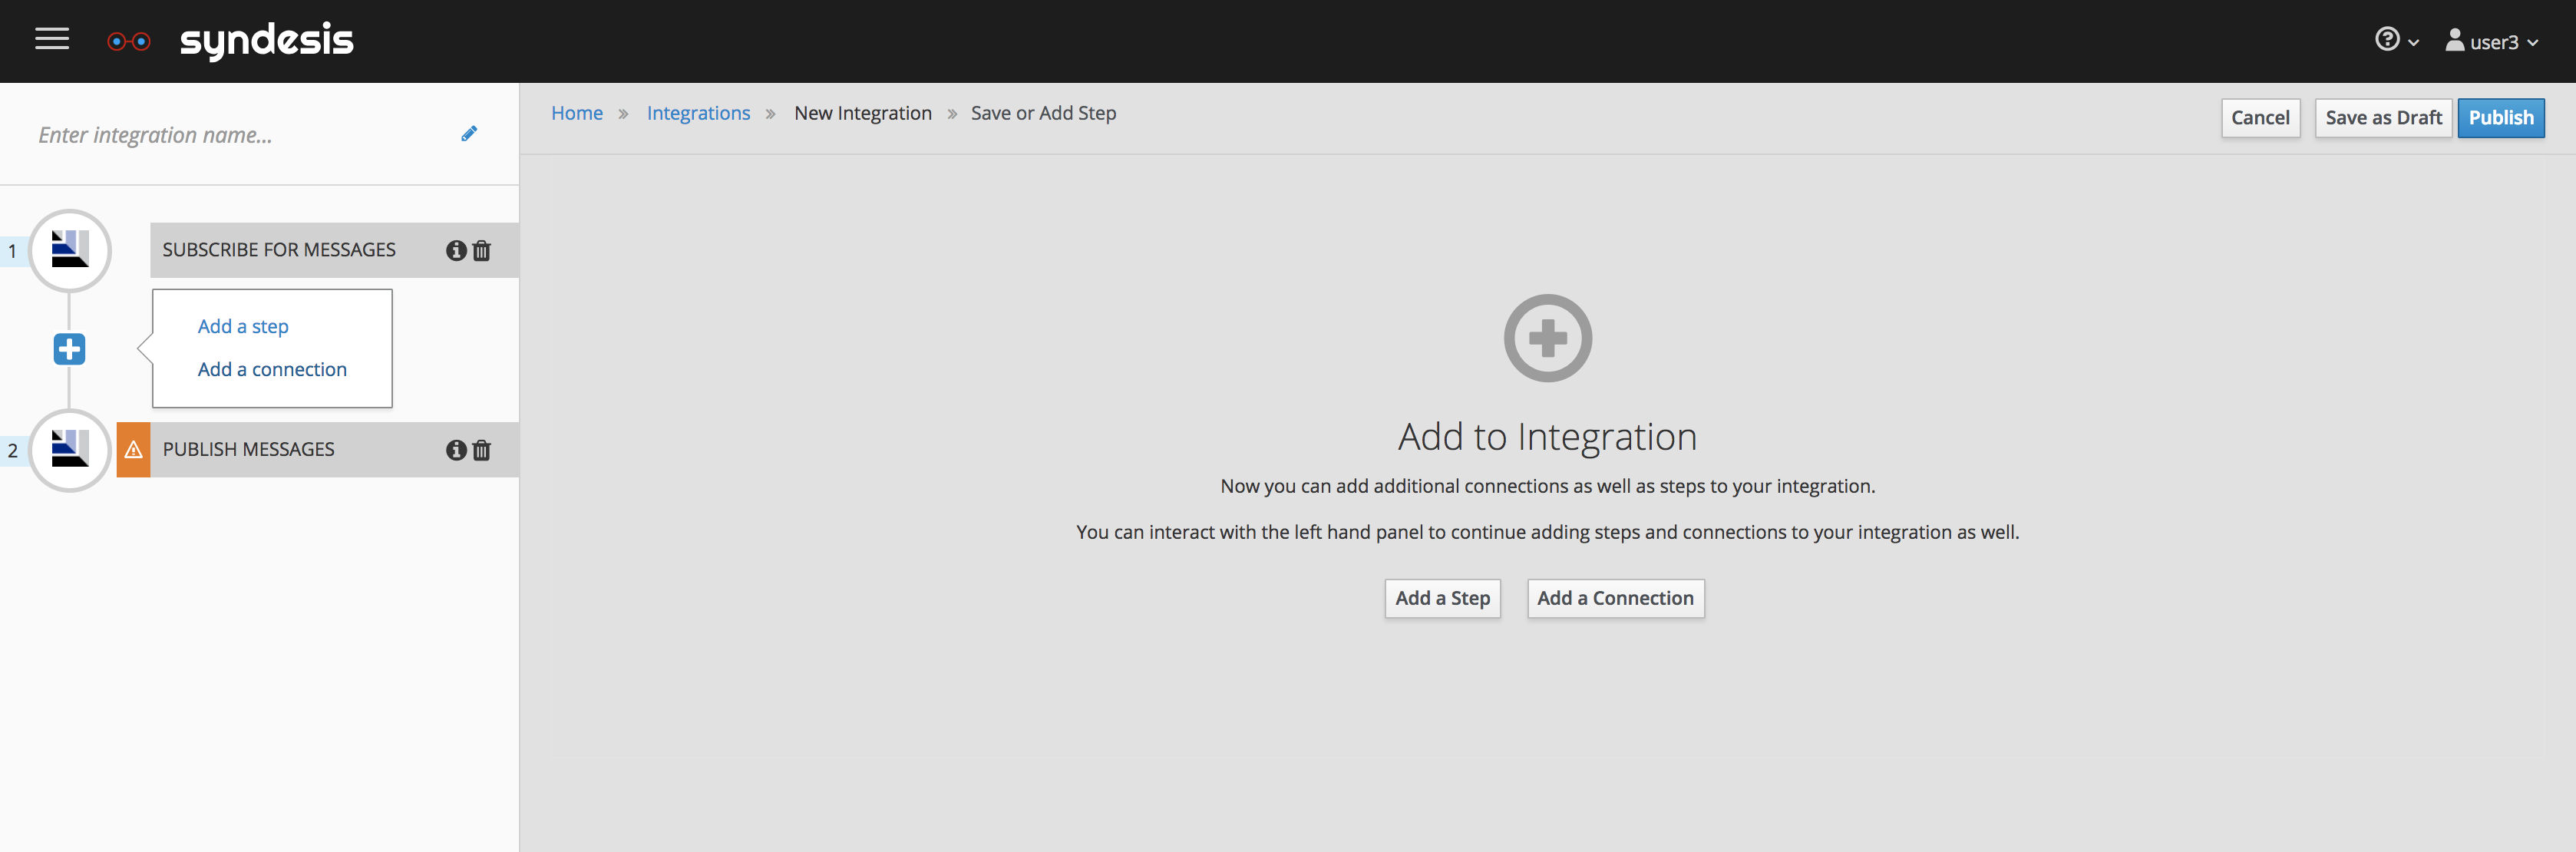 syndesis
user3
Enter integration name...
Home » Integrations » New Integration » Save or Add Step
Cancel
Save as Draft
Publish
1
SUBSCRIBE FOR MESSAGES
Add a step
Add a connection
2
PUBLISH MESSAGES
Add to Integration
Now you can add additional connections as well as steps to your integration.
You can interact with the left hand panel to continue adding steps and connections to your integration as well.
Add a Step
Add a Connection